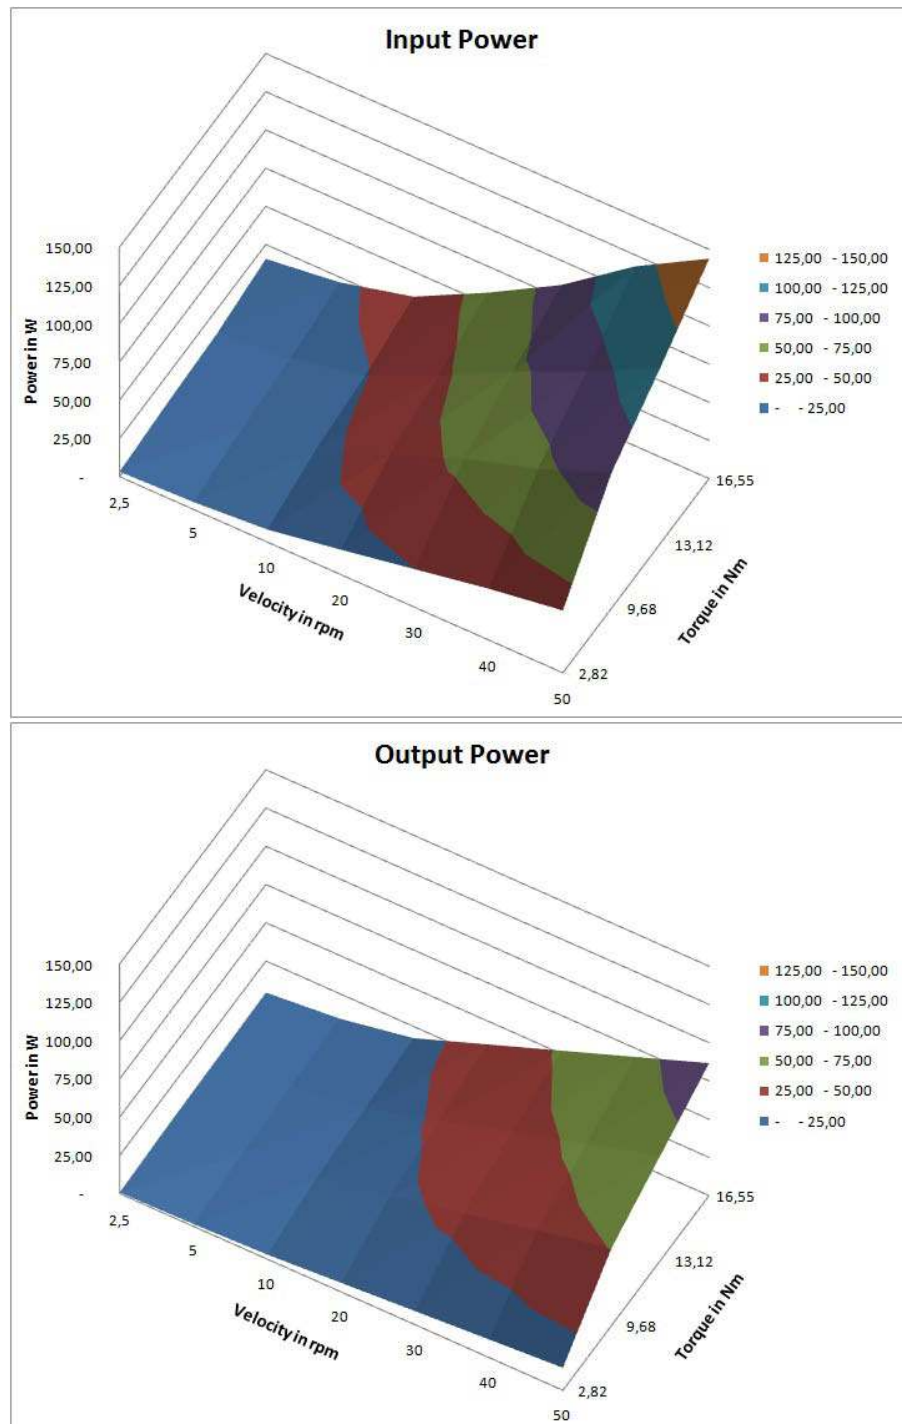 Input Power
150,00
125,00
100,00
75,00
50,00
25,00
-
Power in W
2,5
5
10
20
30
40
50
Velocity in rpm
2,82
9,68
13,12
16,55
Torque in Nm
125,00 - 150,00
100,00 - 125,00
75,00 - 100,00
50,00 - 75,00
25,00 - 50,00
- - 25,00
Output Power
150,00
125,00
100,00
75,00
50,00
25,00
-
Power in W
2,5
5
10
20
30
40
50
Velocity in rpm
2,82
9,68
13,12
16,55
Torque in Nm
125,00 - 150,00
100,00 - 125,00
75,00 - 100,00
50,00 - 75,00
25,00 - 50,00
- - 25,00